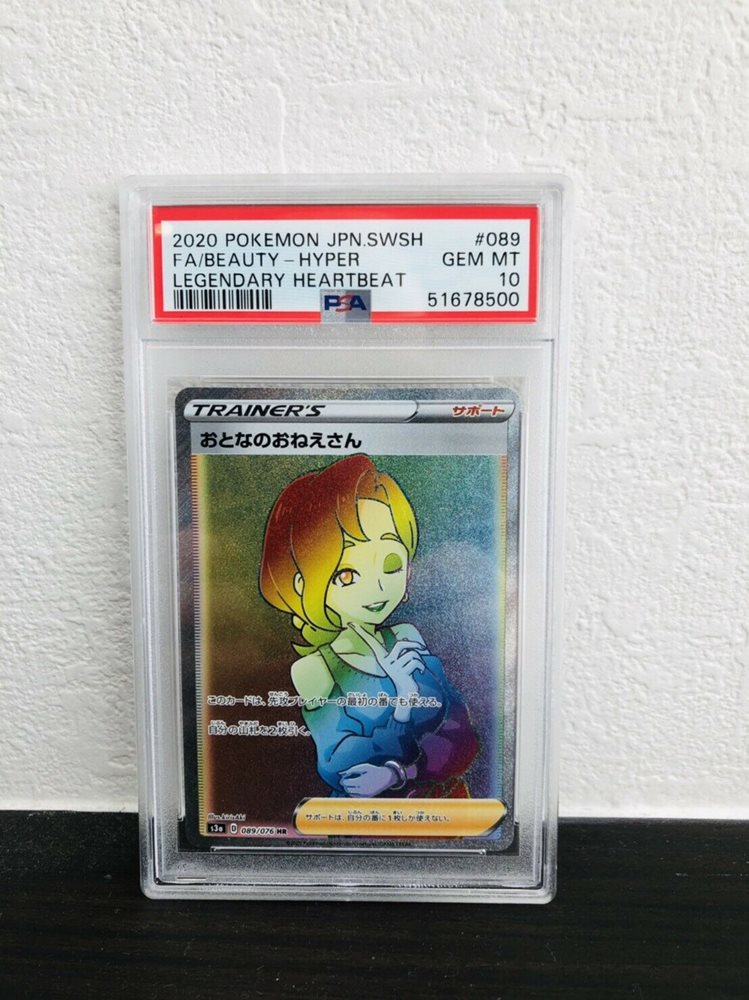 2020 POKEMON JPN.SWSH #089
FA/BEAUTY-HYPER GEM MT
LEGENDARY HEARTBEAT 10
PSA 51678500
TRAINER'S サポート
おとなのおねえさん
このカードは、先攻プレイヤーの最初の番でも使える。
自分の山札を2枚引く。
サポートは、自分の番に1枚しか使えない。
s3a D 089/076 HR